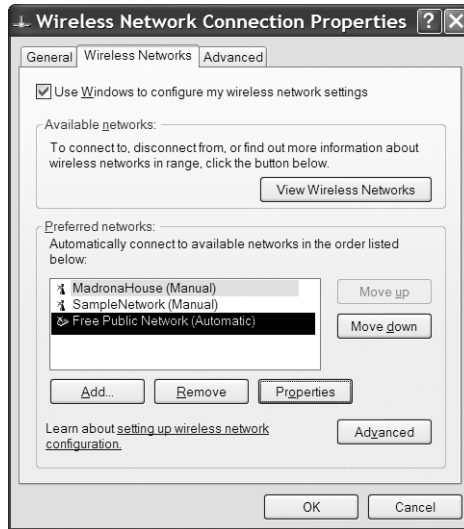 Wireless Network Connection Properties ? X
General Wireless Networks Advanced
Use Windows to configure my wireless network settings
Available networks:
To connect to, disconnect from, or find out more information about
wireless networks in range, click the button below.
View Wireless Networks
Preferred networks:
Automatically connect to available networks in the order listed
below:
MadronaHouse (Manual)
SampleNetwork (Manual)
Free Public Network (Automatic)
Move up
Move down
Add... Remove Properties
Learn about setting up wireless network
configuration.
Advanced
OK Cancel